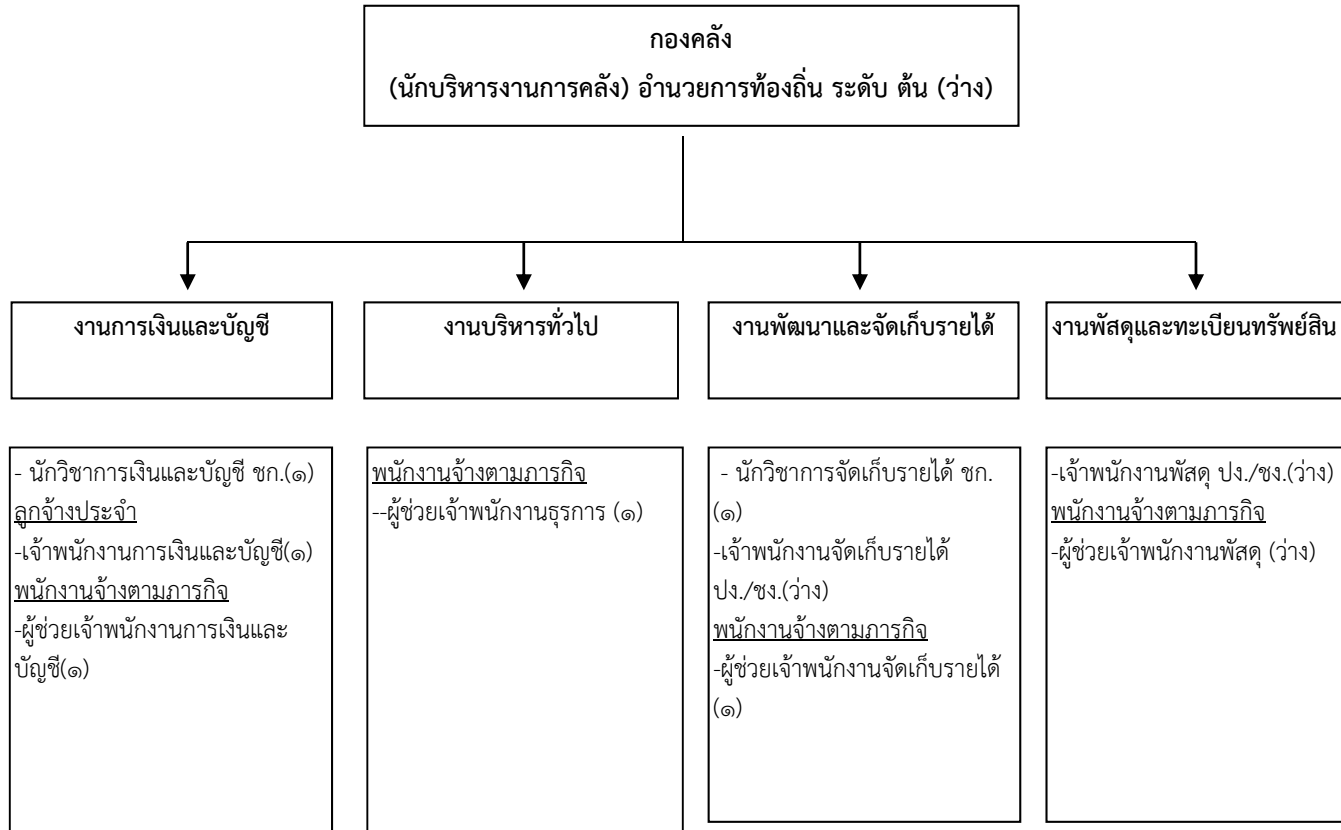 กองคลัง
(นักบริหารงานการคลัง) อำนวยการท้องถิ่น ระดับ ต้น (ว่าง)
งานการเงินและบัญชี
งานบริหารทั่วไป
งานพัฒนาและจัดเก็บรายได้
งานพัสดุและทะเบียนทรัพย์สิน
- นักวิชาการเงินและบัญชี ชก.(๑)
ลูกจ้างประจำ
-เจ้าพนักงานการเงินและบัญชี(๑)
พนักงานจ้างตามภารกิจ
-ผู้ช่วยเจ้าพนักงานการเงินและ
บัญชี(๑)
พนักงานจ้างตามภารกิจ
--ผู้ช่วยเจ้าพนักงานธุรการ (๑)
- นักวิชาการจัดเก็บรายได้ ชก.
(๑)
-เจ้าพนักงานจัดเก็บรายได้
ปง./ชง.(ว่าง)
พนักงานจ้างตามภารกิจ
-ผู้ช่วยเจ้าพนักงานจัดเก็บรายได้
(๑)
-เจ้าพนักงานพัสดุ ปง./ชง.(ว่าง)
พนักงานจ้างตามภารกิจ
-ผู้ช่วยเจ้าพนักงานพัสดุ (ว่าง)